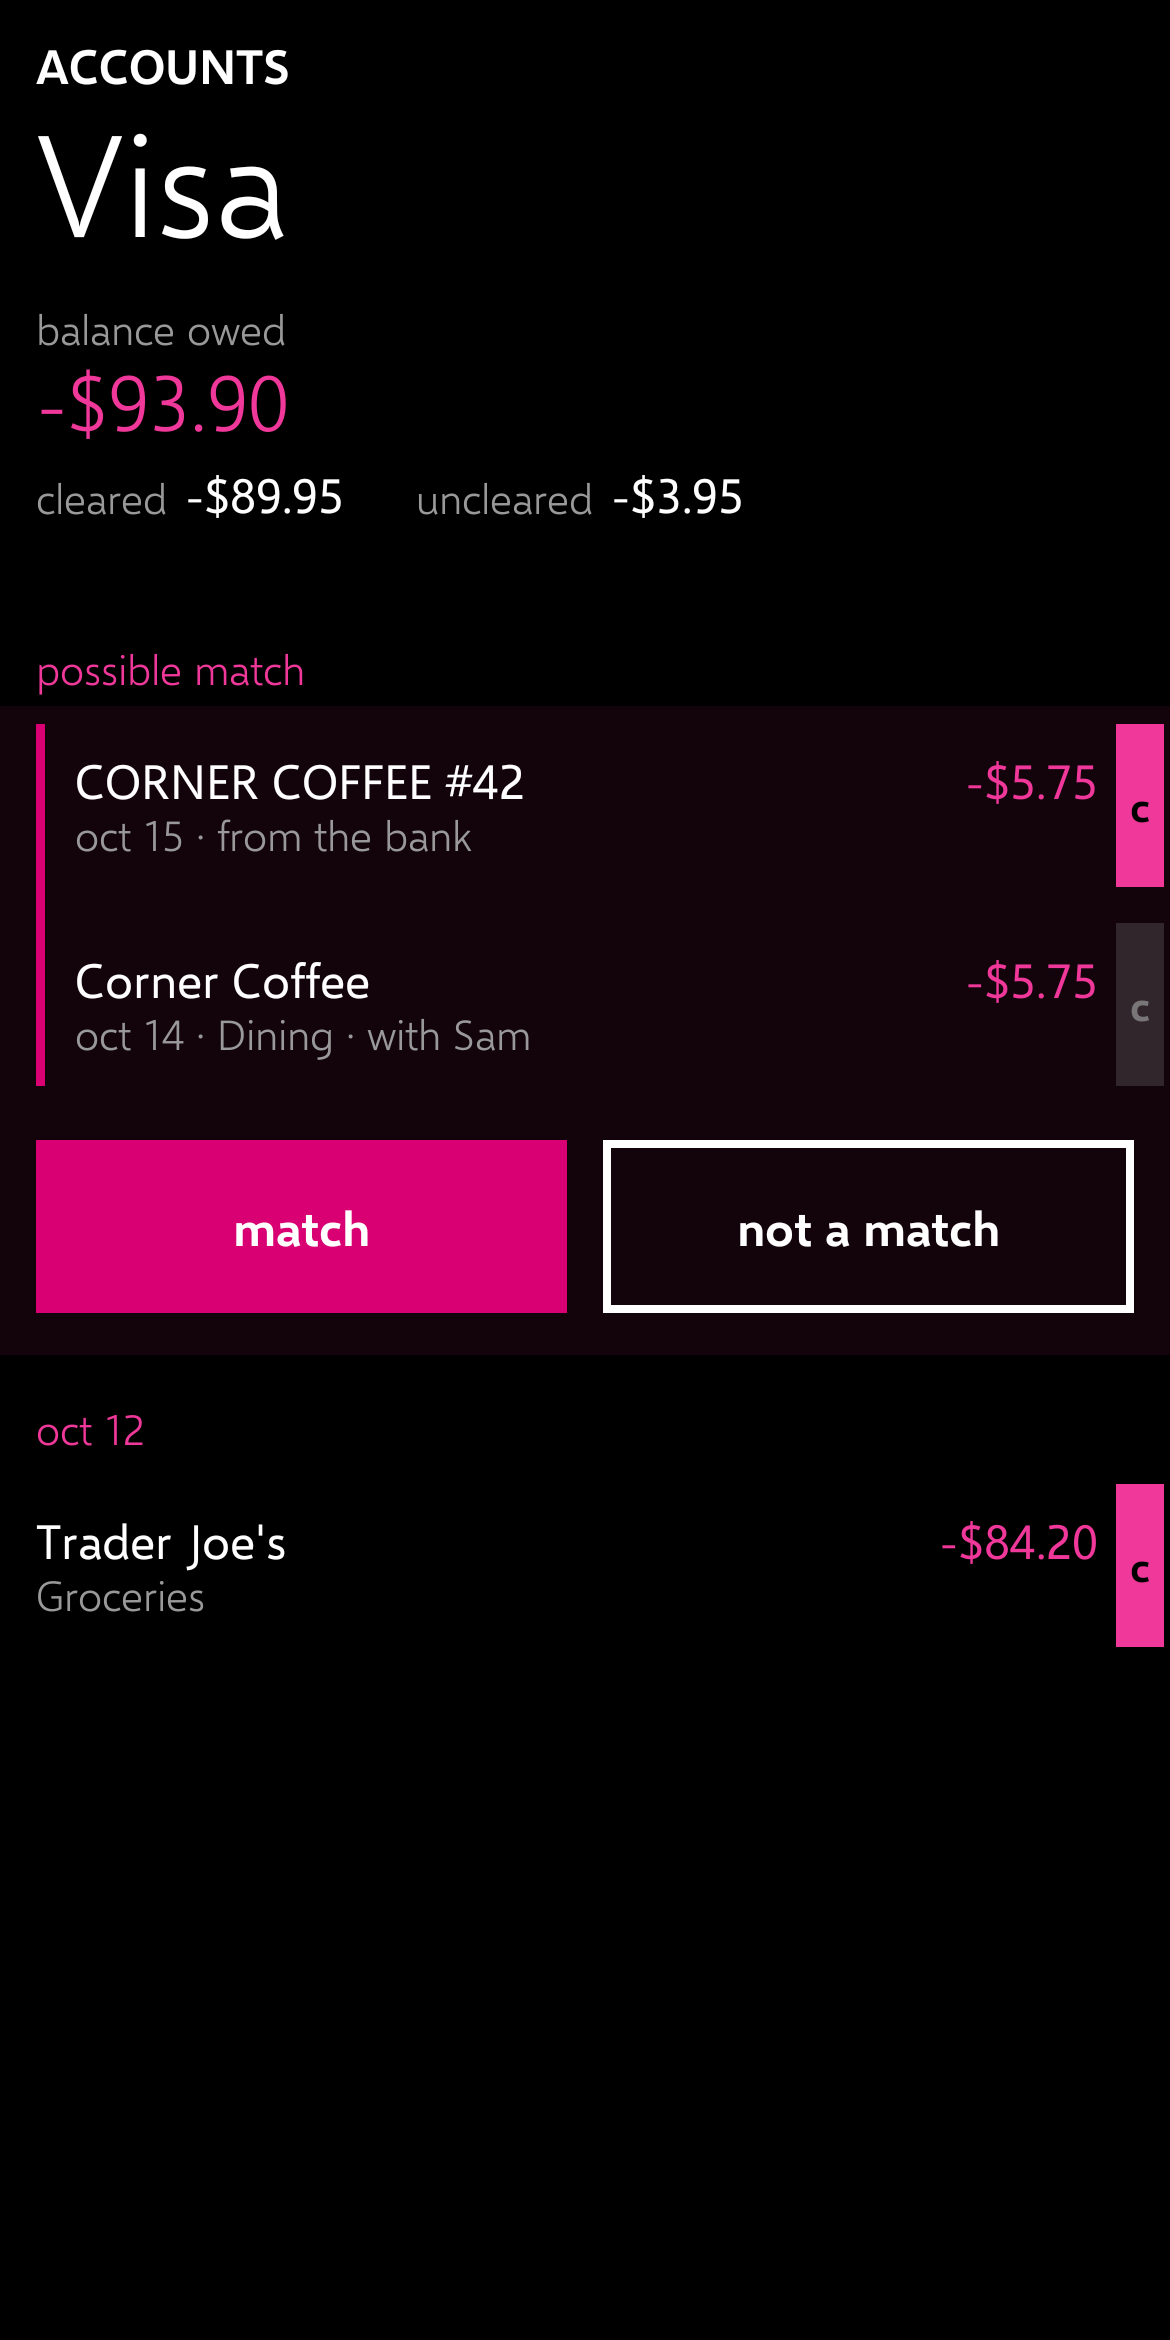 ACCOUNTS
Visa
balance owed
-$93.90
cleared -$89.95 uncleared -$3.95
possible match
CORNER COFFEE #42 -$5.75 c
oct 15 · from the bank
Corner Coffee -$5.75 c
oct 14 · Dining · with Sam
match not a match
oct 12
Trader Joe's -$84.20 c
Groceries